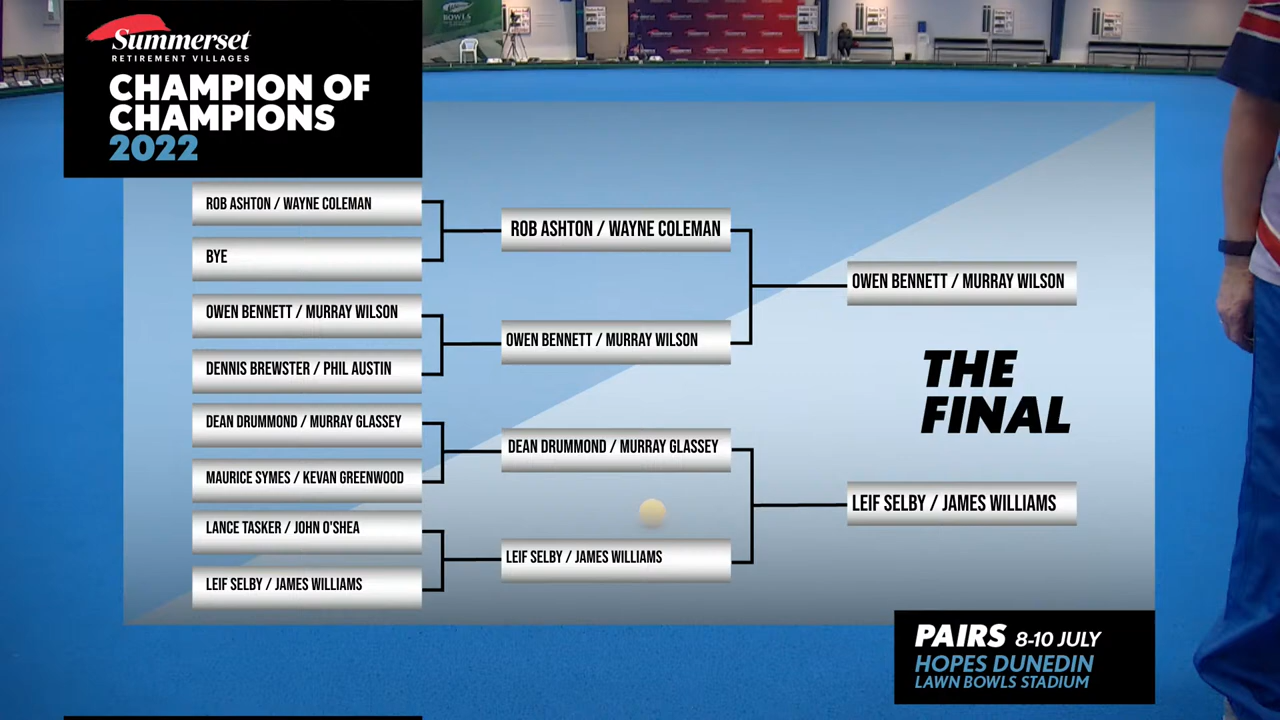 Summerset
RETIREMENT VILLAGES
CHAMPION OF
CHAMPIONS
2022
BOWLS
Summerset
ROB ASHTON / WAYNE COLEMAN
BYE
OWEN BENNETT / MURRAY WILSON
DENNIS BREWSTER / PHIL AUSTIN
DEAN DRUMMOND / MURRAY GLASSEY
MAURICE SYMES / KEVAN GREENWOOD
LANCE TASKER / JOHN O'SHEA
LEIF SELBY / JAMES WILLIAMS
ROB ASHTON / WAYNE COLEMAN
OWEN BENNETT / MURRAY WILSON
DEAN DRUMMOND / MURRAY GLASSEY
LEIF SELBY / JAMES WILLIAMS
OWEN BENNETT / MURRAY WILSON
THE
FINAL
LEIF SELBY / JAMES WILLIAMS
PAIRS 8-10 JULY
HOPES DUNEDIN
LAWN BOWLS STADIUM